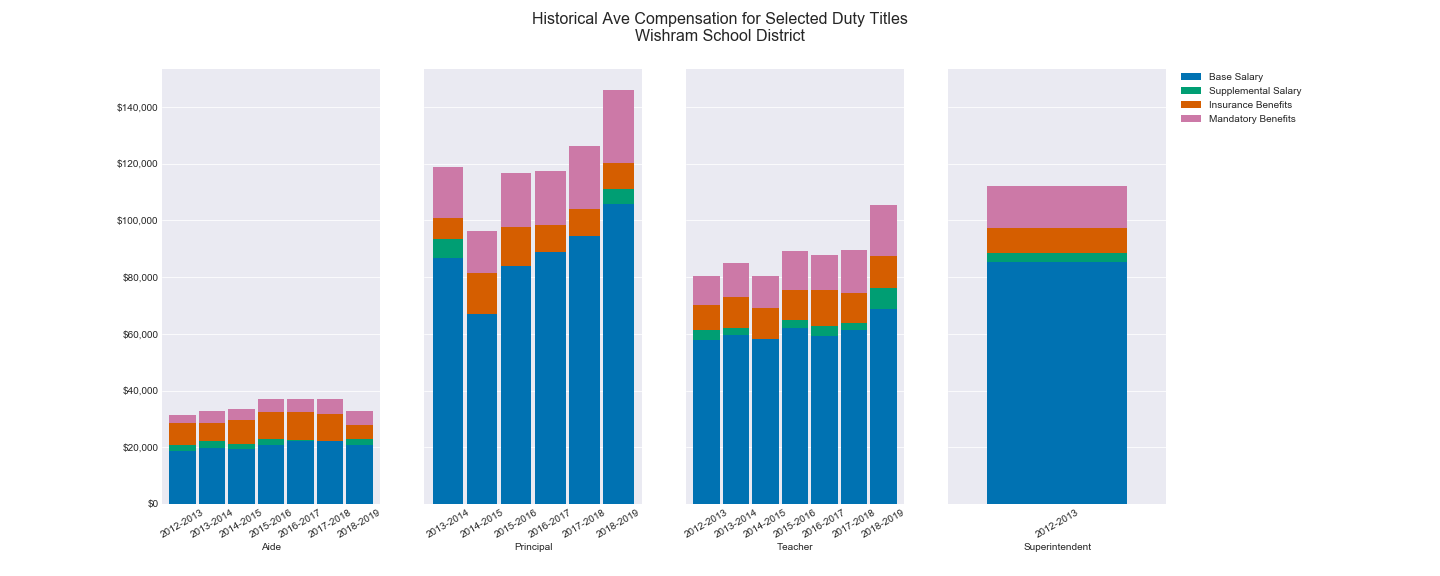 Historical Ave Compensation for Selected Duty Titles
Wishram School District
Base Salary
Supplemental Salary
Insurance Benefits
Mandatory Benefits
$140,000
$120,000
$100,000
$80,000
$60,000
$40,000
$20,000
$0
2012-2013
2013-2014
2014-2015
2015-2016
2016-2017
2017-2018
2018-2019
Aide
2013-2014
2014-2015
2015-2016
2016-2017
2017-2018
2018-2019
Principal
2012-2013
2013-2014
2014-2015
2015-2016
2016-2017
2017-2018
2018-2019
Teacher
2012-2013
Superintendent